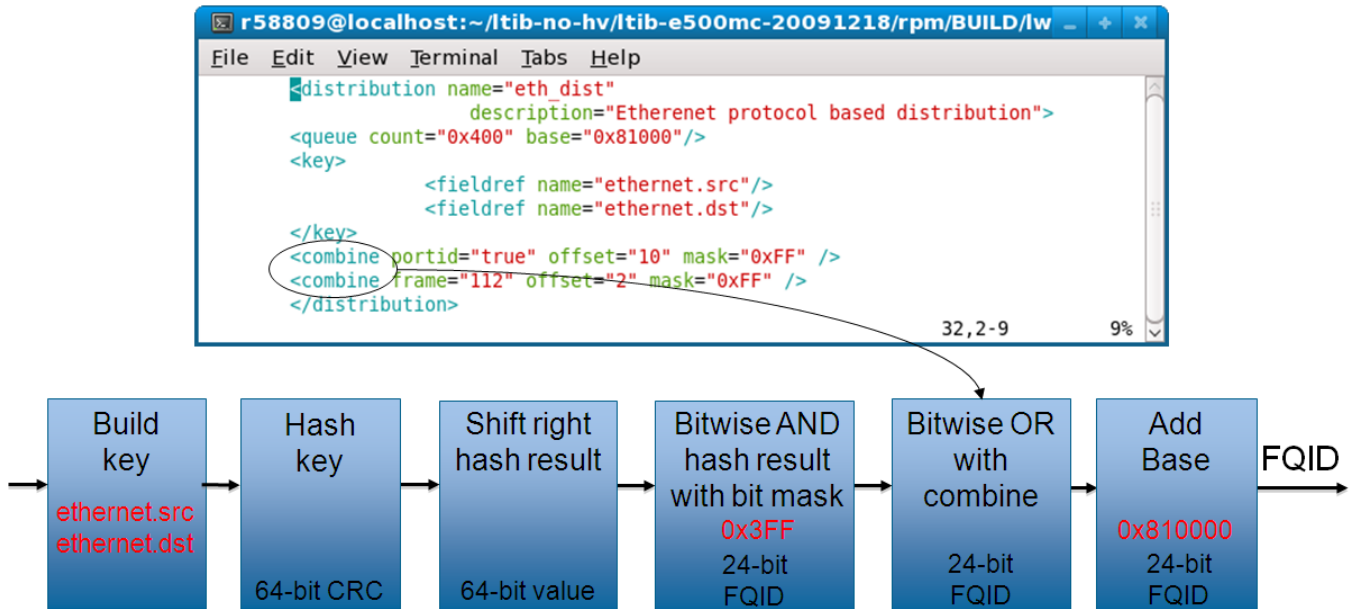 r58809@localhost:~/ltib-no-hv/ltib-e500mc-20091218/rpm/BUILD/lw
File Edit View Terminal Tabs Help
<distribution name="eth_dist"
description="Etherenet protocol based distribution">
<queue count="0x400" base="0x81000"/>
<key>
<fieldref name="ethernet.src"/>
<fieldref name="ethernet.dst"/>
</key>
<combine portid="true" offset="10" mask="0xFF" />
<combine frame="112" offset="2" mask="0xFF" />
</distribution>
32,2-9 9%
Build
key
ethernet.src
ethernet.dst
Hash
key
64-bit CRC
Shift right
hash result
64-bit value
Bitwise AND
hash result
with bit mask
0x3FF
24-bit
FQID
Bitwise OR
with
combine
24-bit
FQID
Add
Base
0x810000
24-bit
FQID
FQID